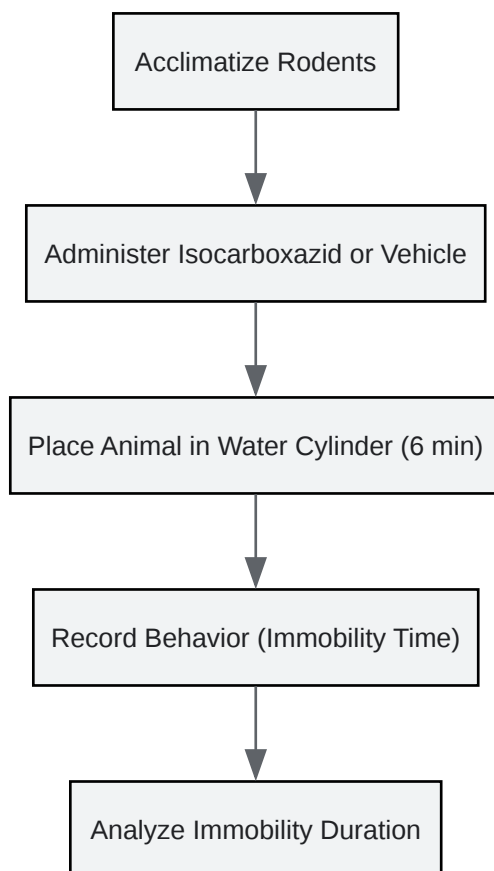 Acclimatize Rodents
Administer Isocarboxazid or Vehicle
Place Animal in Water Cylinder (6 min)
Record Behavior (Immobility Time)
Analyze Immobility Duration